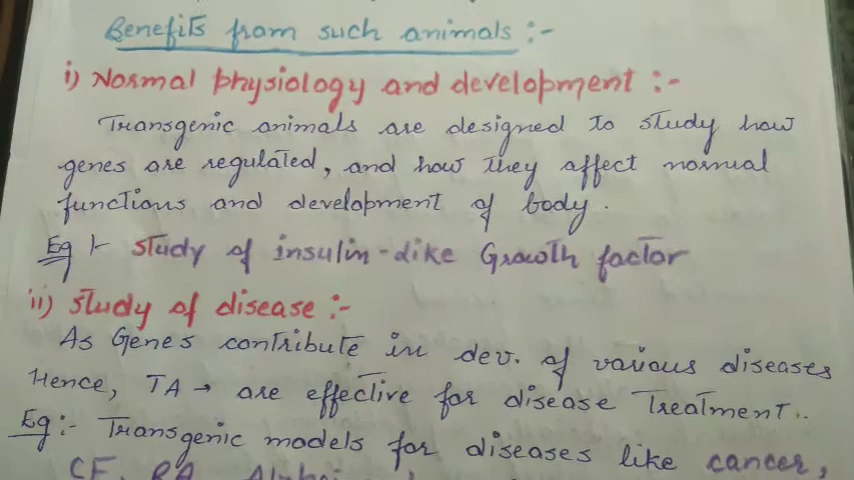 Benefits from such animals :-
i) Normal physiology and development :-
Transgenic animals are designed to study how
genes are regulated, and how they affect normal
functions and development of body.
Eg :- Study of insulin-like Growth factor
ii) Study of disease :-
As Genes contribute in dev. of various diseases
Hence, TA → are effective for disease Treatment..
Eg:- Transgenic models for diseases like cancer,
CF, RA,